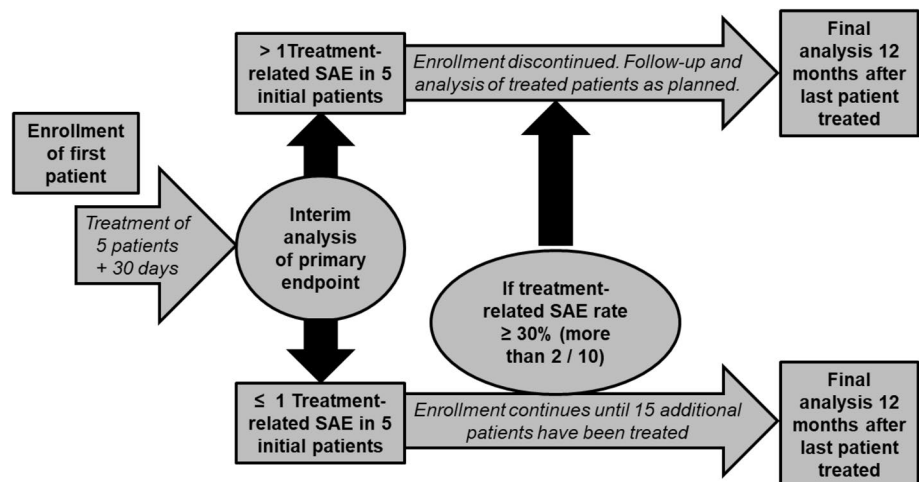 Enrollment
of first
patient
Treatment of
5 patients
+ 30 days
Interim
analysis
of primary
endpoint
> 1Treatment-
related SAE in 5
initial patients
Enrollment discontinued. Follow-up and
analysis of treated patients as planned.
Final
analysis 12
months after
last patient
treated
If treatment-
related SAE rate
≥ 30% (more
than 2 / 10)
≤ 1 Treatment-
related SAE in 5
initial patients
Enrollment continues until 15 additional
patients have been treated
Final
analysis 12
months after
last patient
treated